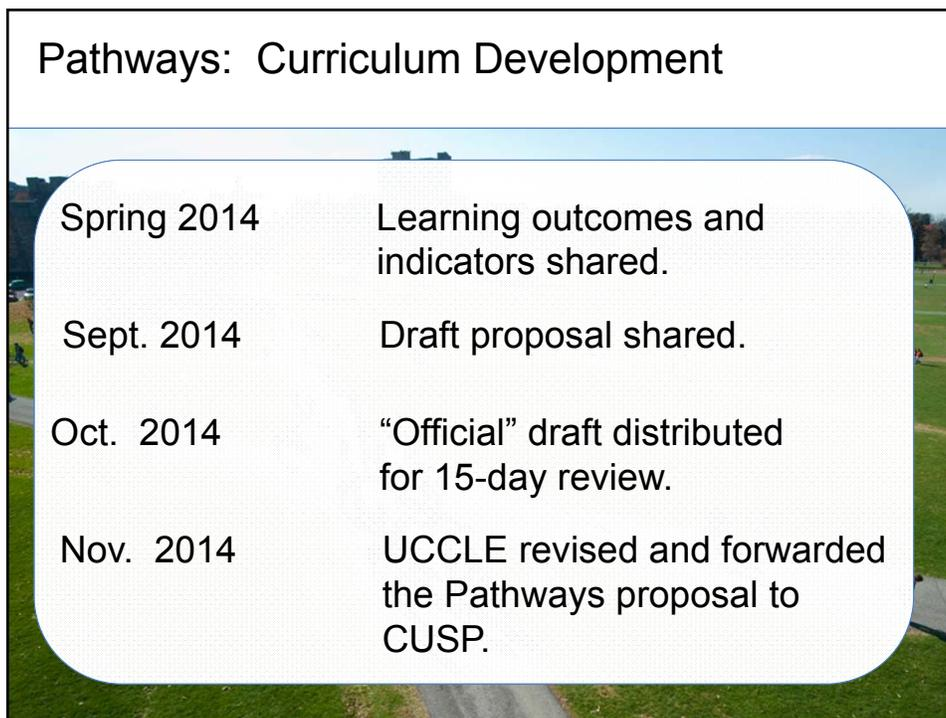 Pathways:  Curriculum Development
Spring 2014 Learning outcomes and
indicators shared.
Sept. 2014 Draft proposal shared.
Oct.  2014 “Official” draft distributed
for 15-day review.
Nov.  2014 UCCLE revised and forwarded
the Pathways proposal to
CUSP.